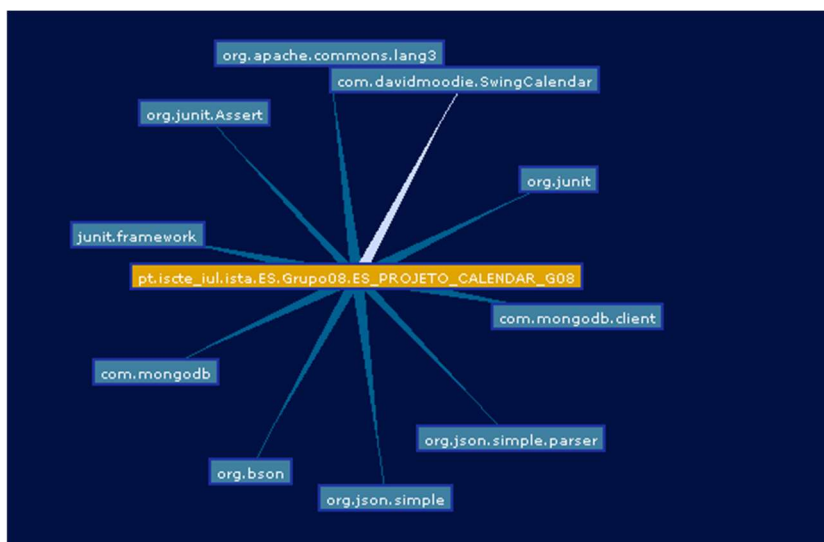 org.apache.commons.lang3
com.davidmoodie.SwingCalendar
org.junit.Assert
org.junit
junit.framework
pt.iscte_iul.ista.ES.Grupo08.ES_PROJETO_CALENDAR_G08
com.mongodb.client
com.mongodb
org.json.simple.parser
org.bson
org.json.simple